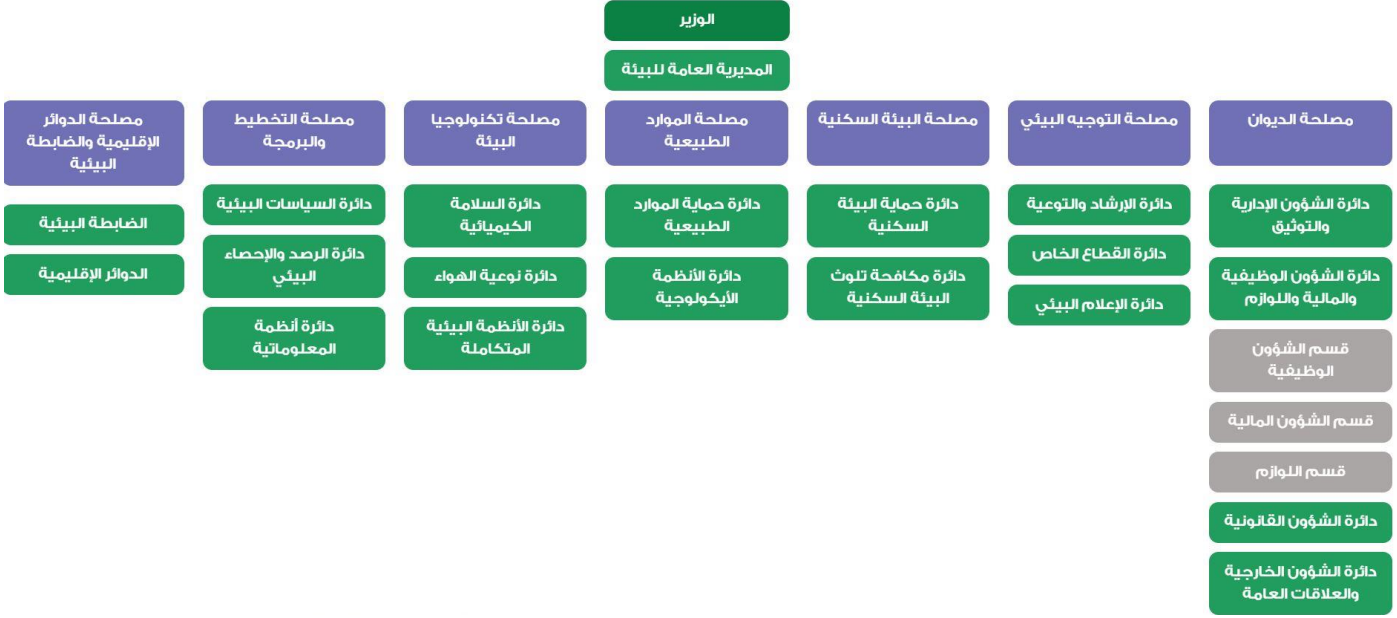 الوزير
المديرية العامة للبيئة
مصلحة الديوان
دائرة الشؤون الإدارية
والتوثيق
دائرة الشؤون الوظيفية
والمالية واللوازم
قسم الشؤون
الوظيفية
قسم الشؤون المالية
قسم اللوازم
دائرة الشؤون القانونية
دائرة الشؤون الخارجية
والعلاقات العامة
مصلحة التوجيه البيئي
دائرة الإرشاد والتوعية
دائرة القطاع الخاص
دائرة الإعلام البيئي
مصلحة البيئة السكنية
دائرة حماية البيئة
السكنية
دائرة مكافحة تلوث
البيئة السكنية
مصلحة الموارد
الطبيعية
دائرة حماية الموارد
الطبيعية
دائرة الأنظمة
الأيكولوجية
مصلحة تكنولوجيا
البيئة
دائرة السلامة
الكيميائية
دائرة نوعية الهواء
دائرة الأنظمة البيئية
المتكاملة
مصلحة التخطيط
والبرمجة
دائرة السياسات البيئية
دائرة الرصد والإحصاء
البيئي
دائرة أنظمة
المعلوماتية
مصلحة الدوائر
الإقليمية والضابطة
البيئية
الضابطة البيئية
الدوائر الإقليمية